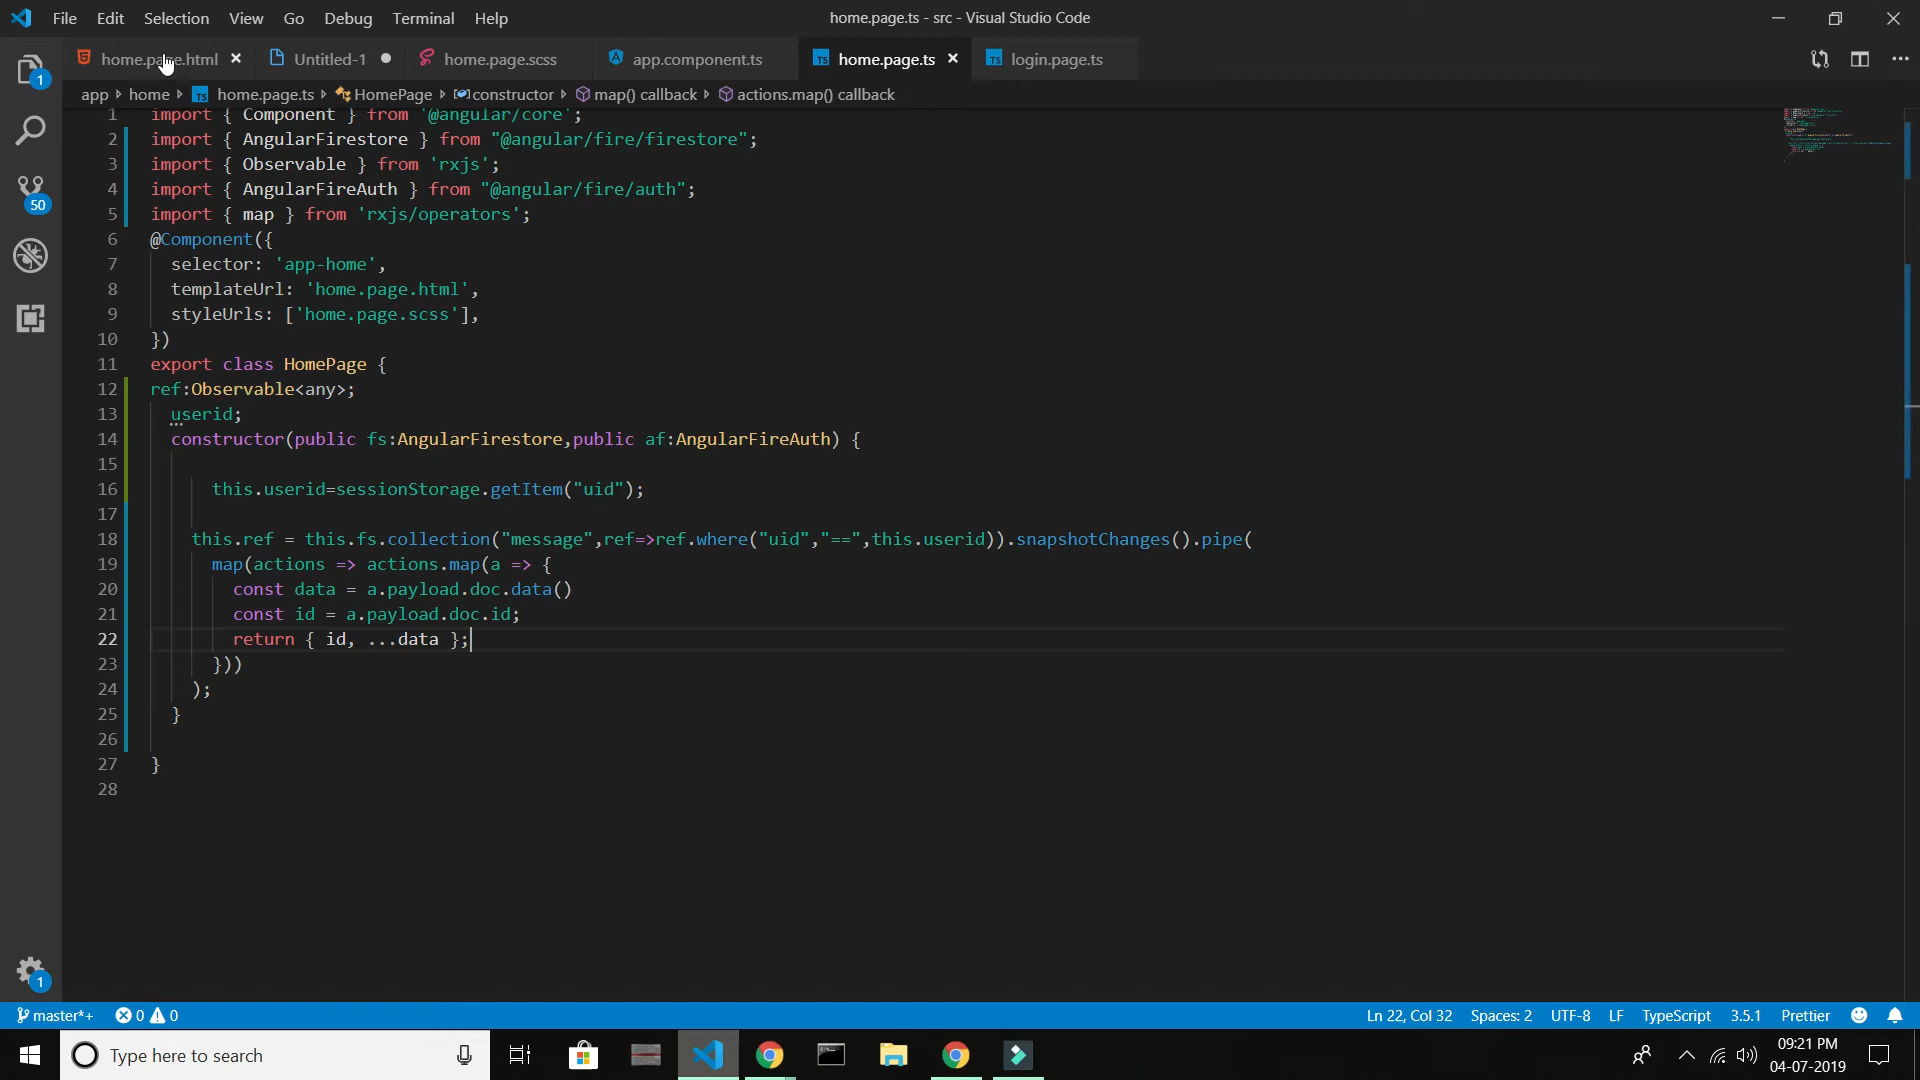 File Edit Selection View Go Debug Terminal Help
home.page.ts - src - Visual Studio Code
home.page.html Untitled-1 home.page.scss app.component.ts TS home.page.ts TS login.page.ts
app › home › TS home.page.ts › HomePage › constructor › map() callback › actions.map() callback
1 import { Component } from '@angular/core';
2 import { AngularFirestore } from "@angular/fire/firestore";
3 import { Observable } from 'rxjs';
4 import { AngularFireAuth } from "@angular/fire/auth";
5 import { map } from 'rxjs/operators';
6 @Component({
7 selector: 'app-home',
8 templateUrl: 'home.page.html',
9 styleUrls: ['home.page.scss'],
10 })
11 export class HomePage {
12 ref:Observable<any>;
13 userid;
14 constructor(public fs:AngularFirestore,public af:AngularFireAuth) {
15
16 this.userid=sessionStorage.getItem("uid");
17
18 this.ref = this.fs.collection("message",ref=>ref.where("uid","==",this.userid)).snapshotChanges().pipe(
19 map(actions => actions.map(a => {
20 const data = a.payload.doc.data()
21 const id = a.payload.doc.id;
22 return { id, ...data };
23 }))
24 );
25 }
26
27 }
28
1
50
1
master*+ 0 0 Ln 22, Col 32 Spaces: 2 UTF-8 LF TypeScript 3.5.1 Prettier
Type here to search
09:21 PM
04-07-2019